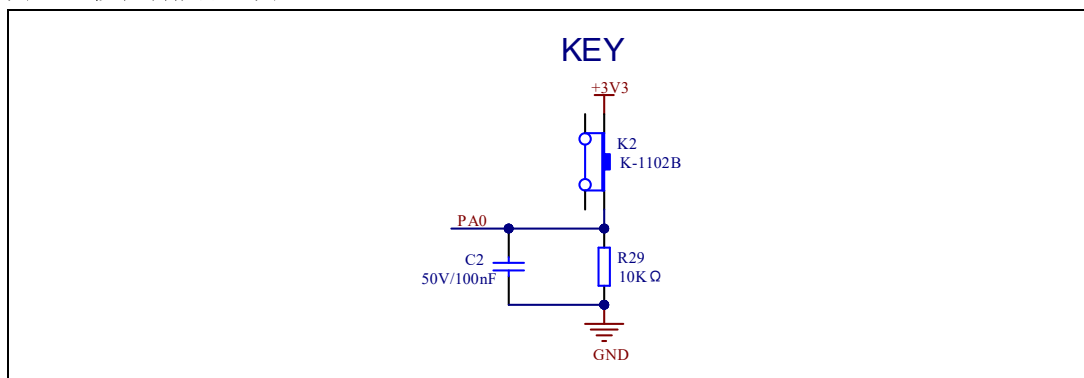 KEY
+3V3
K2
K-1102B
PA0
C2
50V/100nF
R29
10KΩ
GND